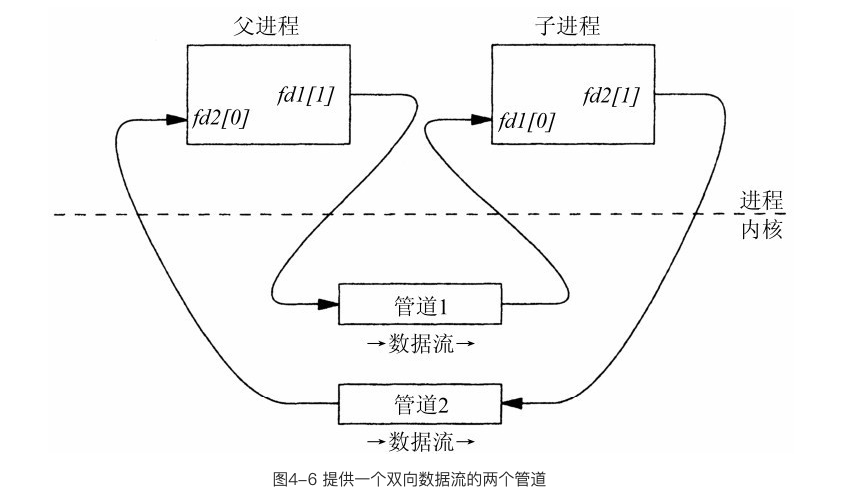 父进程
子进程
fd1[1]
fd2[0]
fd2[1]
fd1[0]
进程
内核
管道1
→数据流→
管道2
→数据流→
图4-6 提供一个双向数据流的两个管道